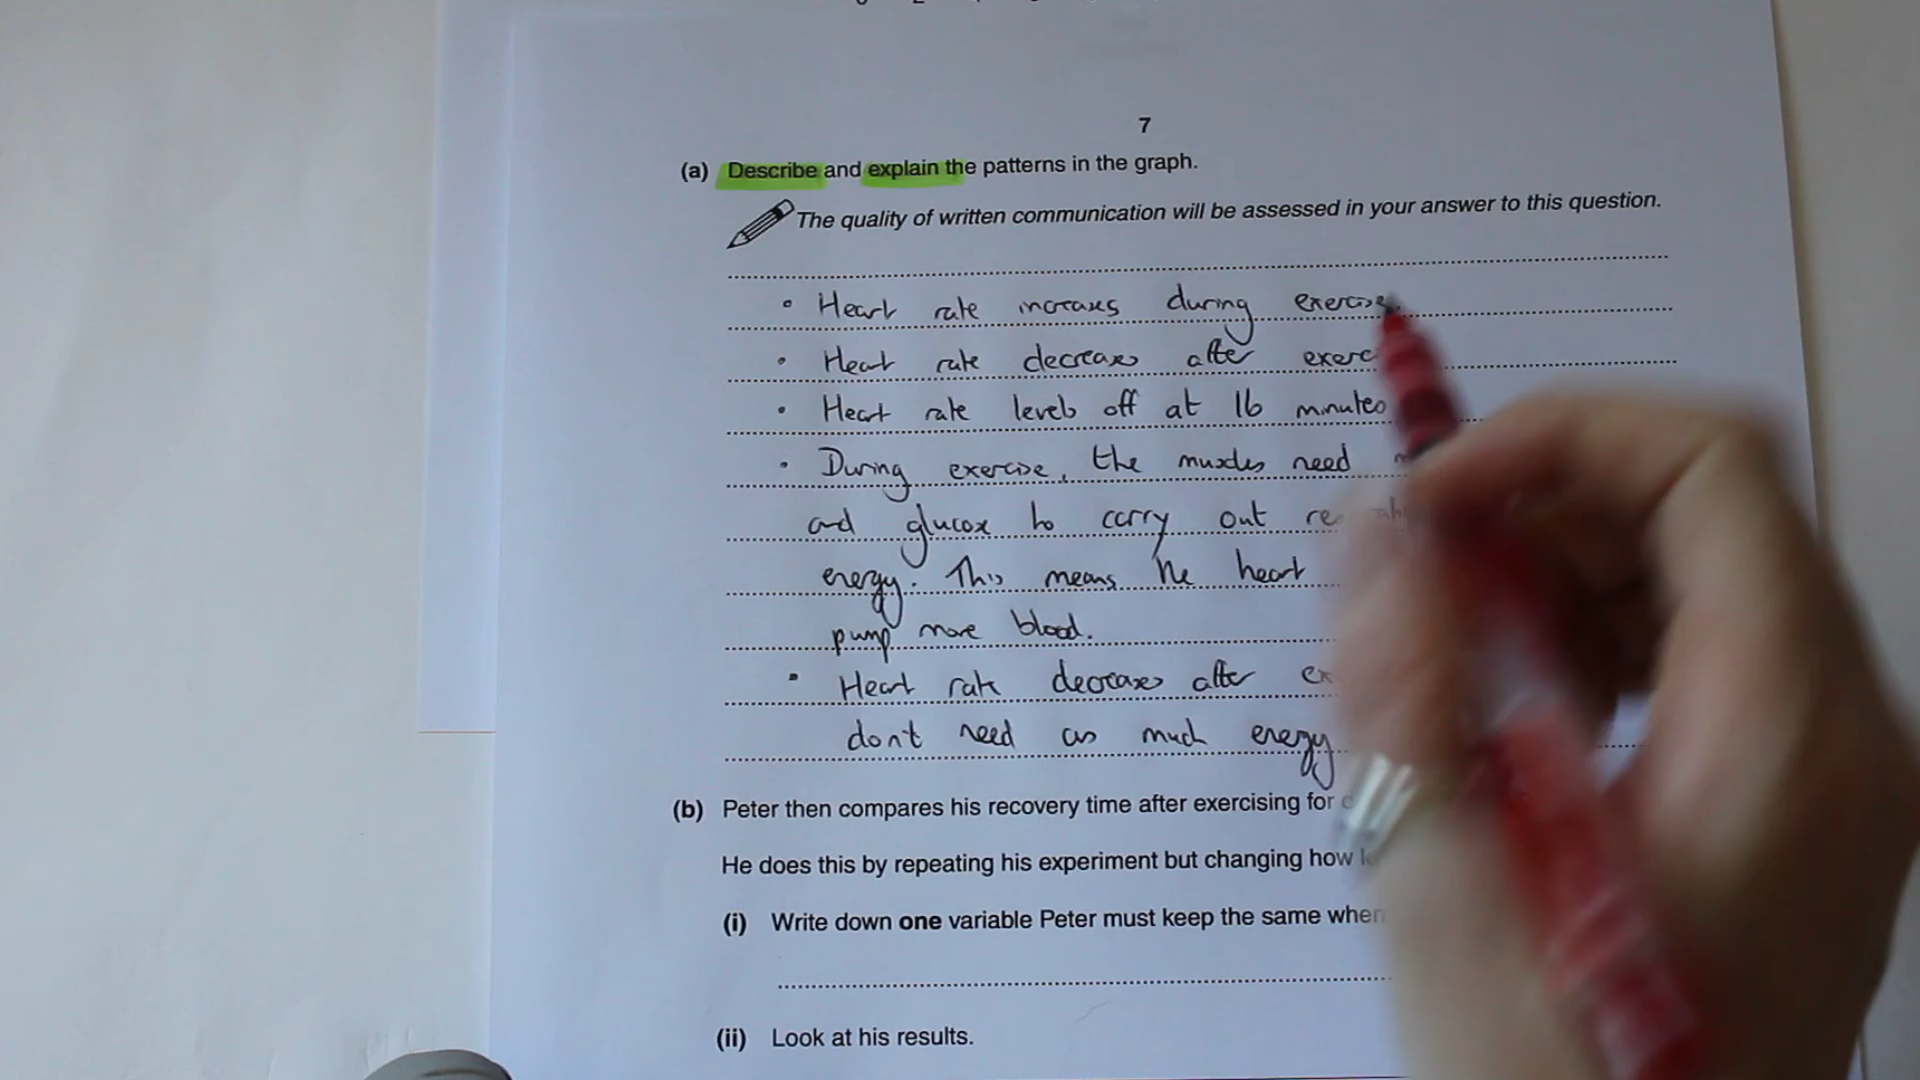 7
(a) Describe and explain the patterns in the graph.
The quality of written communication will be assessed in your answer to this question.
• Heart rate increases during exercise
• Heart rate decreases after
• Heart rate levels off at 16 minutes
• During exercise, the muscles need
and glucose to carry out
energy. This means the heart
pump more blood.
• Heart rate decreases after
don't need as much energy
(b) Peter then compares his recovery time after exercising for
He does this by repeating his experiment but changing how
(i) Write down one variable Peter must keep the same when
(ii) Look at his results.